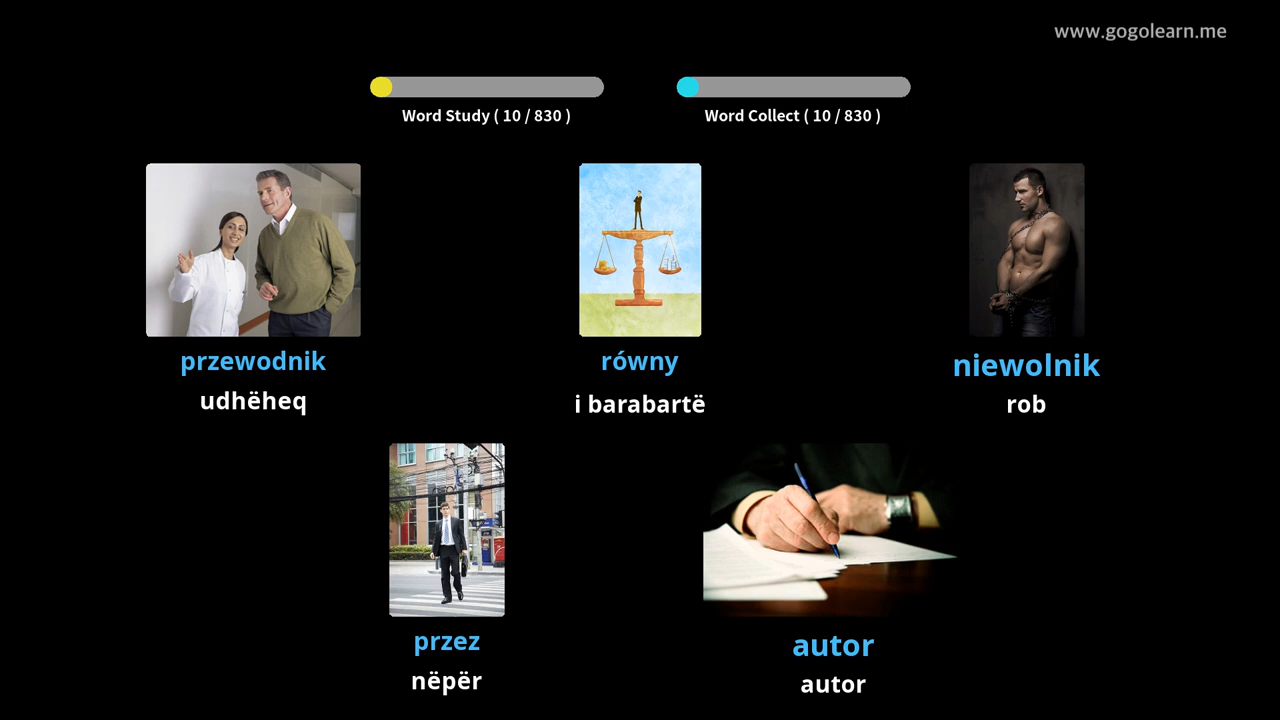 www.gogolearn.me
Word Study ( 10 / 830 )
Word Collect ( 10 / 830 )
przewodnik
udhëheq
równy
i barabartë
niewolnik
rob
przez
nëpër
autor
autor